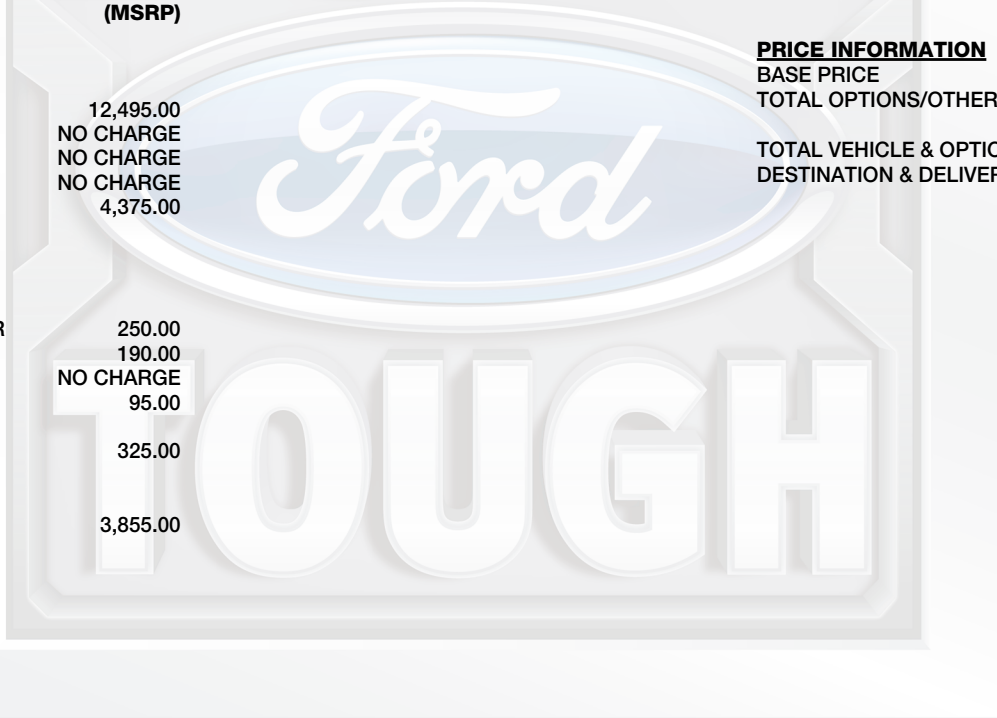 (MSRP)
12,495.00
NO CHARGE
NO CHARGE
NO CHARGE
4,375.00
R 250.00
190.00
NO CHARGE
95.00
325.00
3,855.00
PRICE INFORMATION
BASE PRICE
TOTAL OPTIONS/OTHER
TOTAL VEHICLE & OPTIO
DESTINATION & DELIVER
Ford
TOUGH